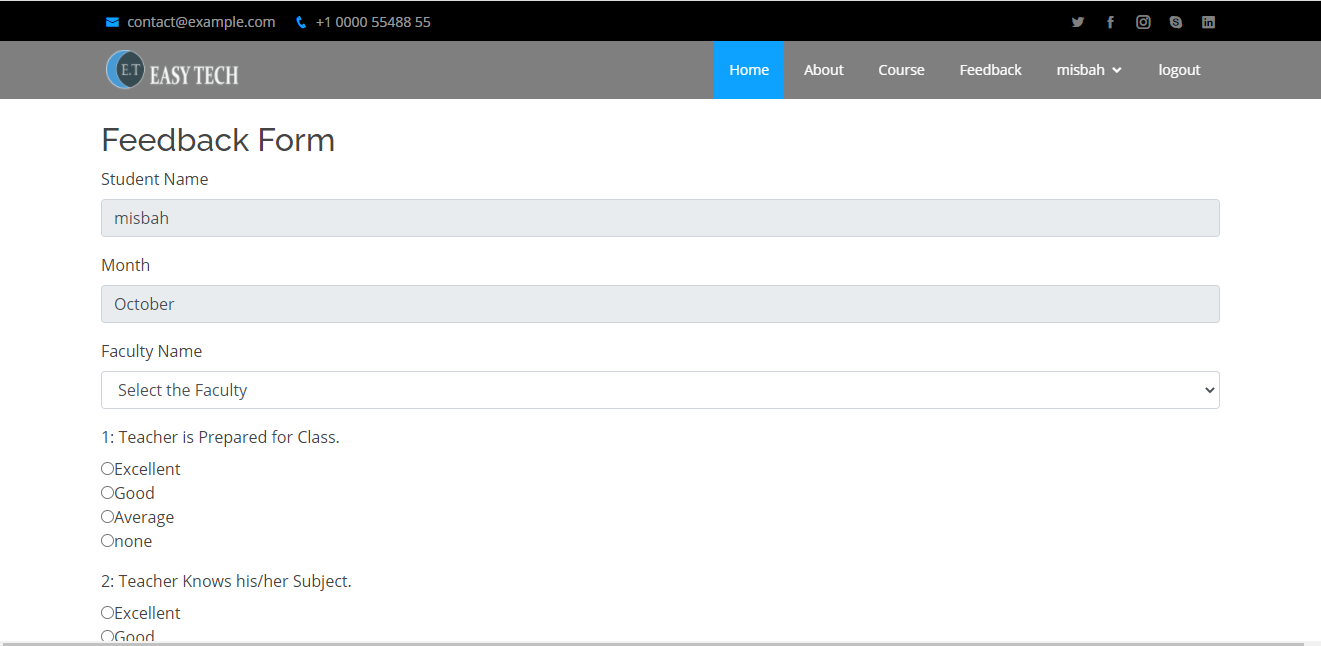 contact@example.com +1 0000 55488 55
E.T EASY TECH Home About Course Feedback misbah logout
Feedback Form
Student Name
misbah
Month
October
Faculty Name
Select the Faculty
1: Teacher is Prepared for Class.
Excellent
Good
Average
none
2: Teacher Knows his/her Subject.
Excellent
Good